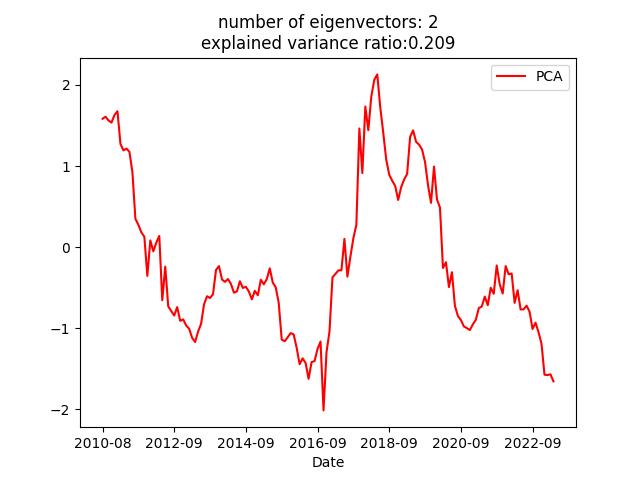 number of eigenvectors: 2
explained variance ratio:0.209
PCA
2
1
0
−1
−2
2010-08 2012-09 2014-09 2016-09 2018-09 2020-09 2022-09
Date